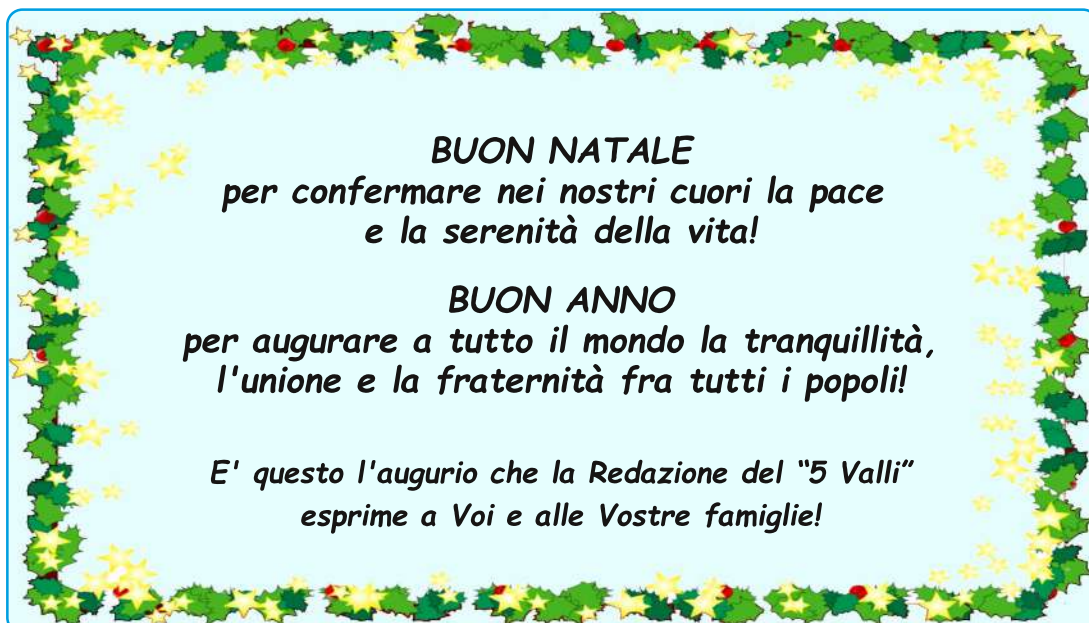 BUON NATALE
per confermare nei nostri cuori la pace
e la serenità della vita!
BUON ANNO
per augurare a tutto il mondo la tranquillità,
l'unione e la fraternità fra tutti i popoli!
E' questo l'augurio che la Redazione del “5 Valli”
esprime a Voi e alle Vostre famiglie!